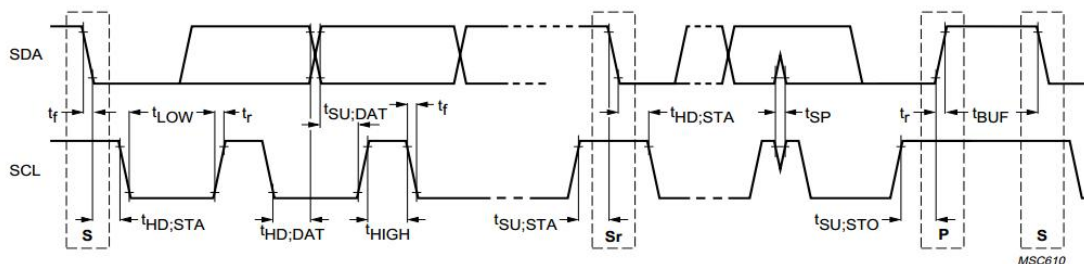 SDA
t_f t_LOW t_r t_SU;DAT t_f t_HD;STA t_SP t_r t_BUF
SCL
t_HD;STA t_HD;DAT t_HIGH t_SU;STA t_SU;STO
S Sr P S
MSC610